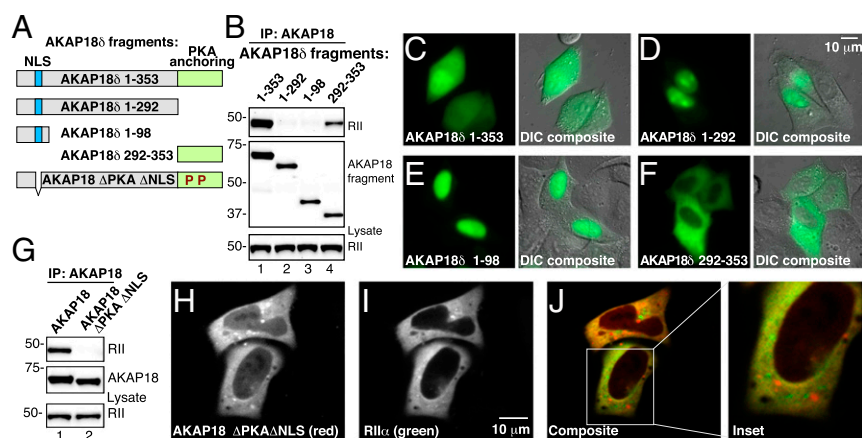 A
AKAP18δ fragments:
NLS
PKA
anchoring
AKAP18δ 1-353
AKAP18δ 1-292
AKAP18δ 1-98
AKAP18δ 292-353
AKAP18 ΔPKA ΔNLS
P P
B
IP: AKAP18
AKAP18δ fragments:
1-353
1-292
1-98
292-353
50-
RII
75-
AKAP18
fragment
50-
37-
Lysate
50-
RII
1 2 3 4
C
AKAP18δ 1-353
DIC composite
D
10 μm
AKAP18δ 1-292
DIC composite
E
AKAP18δ 1-98
DIC composite
F
AKAP18δ 292-353
DIC composite
G
IP: AKAP18
AKAP18
AKAP18
ΔPKA ΔNLS
50-
RII
75-
AKAP18
Lysate
50-
RII
1 2
H
AKAP18 ΔPKAΔNLS (red)
I
10 μm
RIIα (green)
J
Composite
Inset